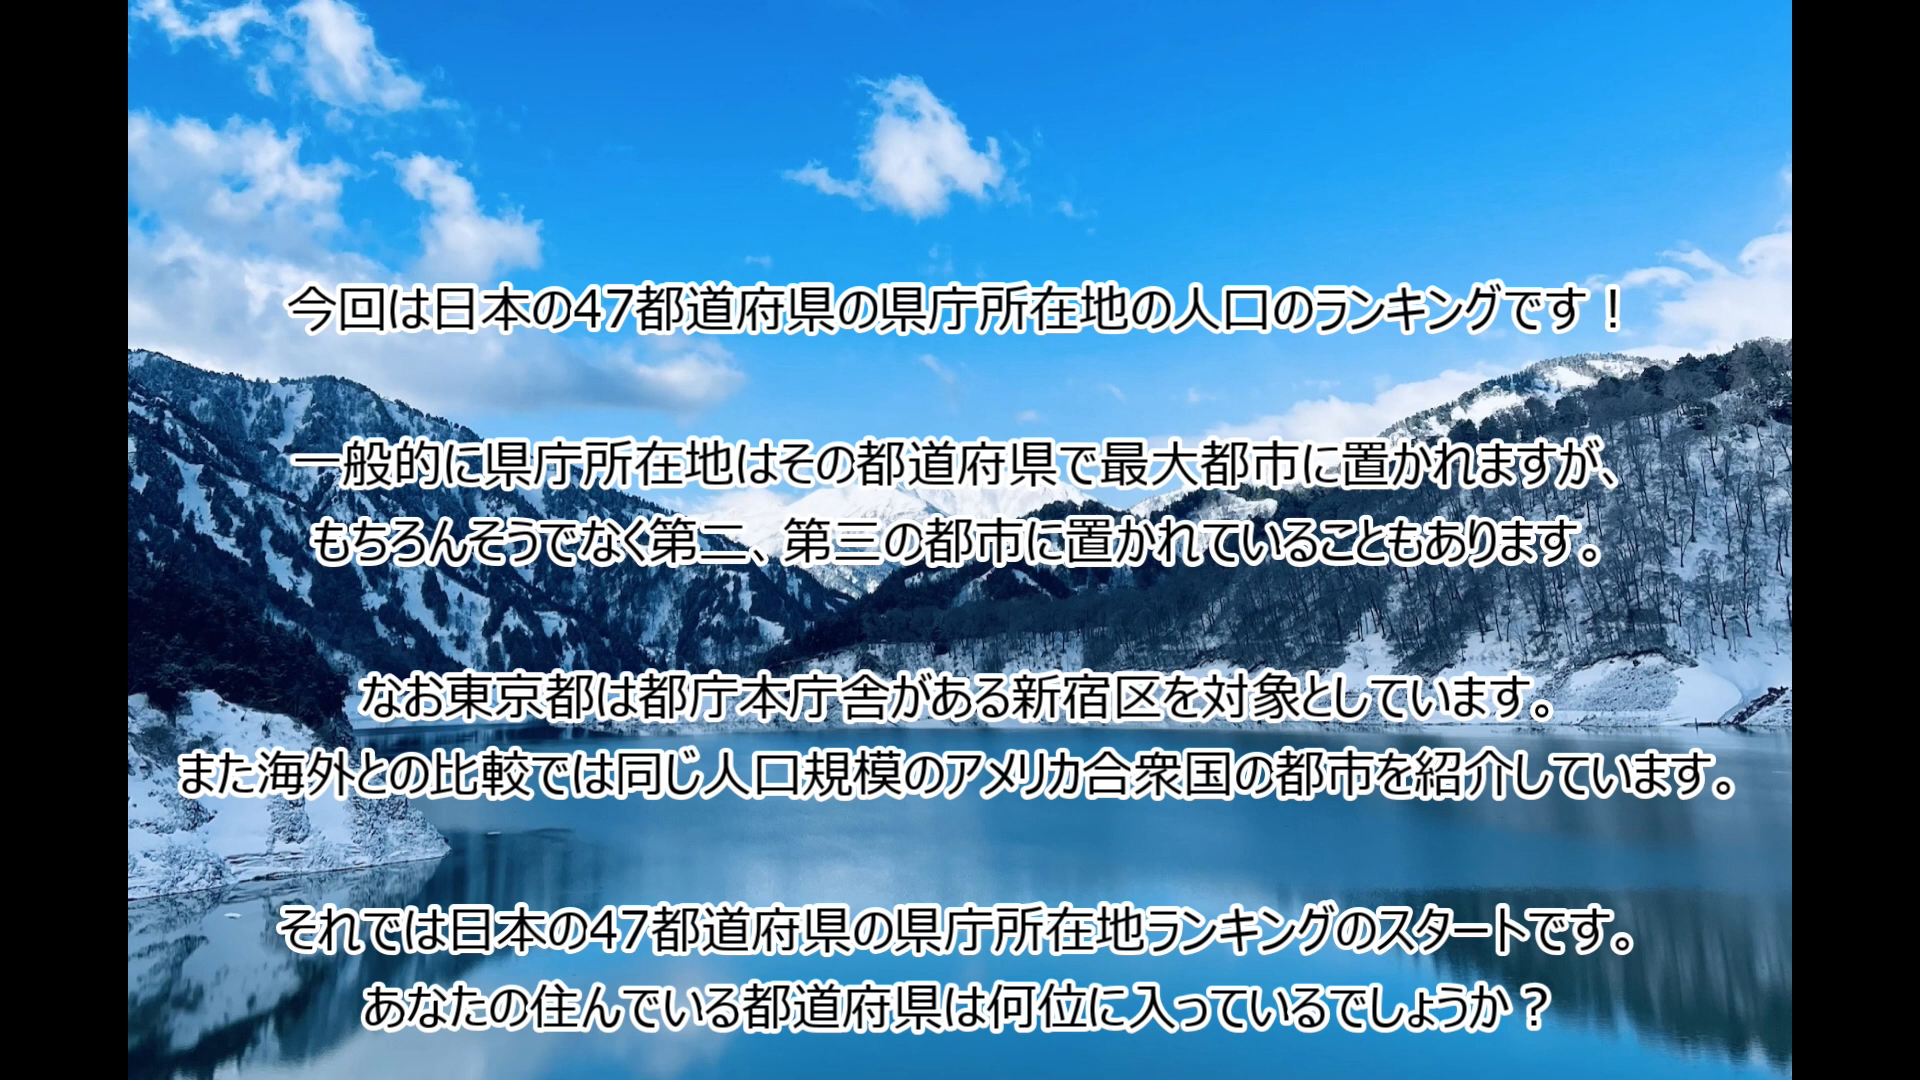 今回は日本の47都道府県の県庁所在地の人口のランキングです！
一般的に県庁所在地はその都道府県で最大都市に置かれますが、
もちろんそうでなく第二、第三の都市に置かれていることもあります。
なお東京都は都庁本庁舎がある新宿区を対象としています。
また海外との比較では同じ人口規模のアメリカ合衆国の都市を紹介しています。
それでは日本の47都道府県の県庁所在地ランキングのスタートです。
あなたの住んでいる都道府県は何位に入っているでしょうか？